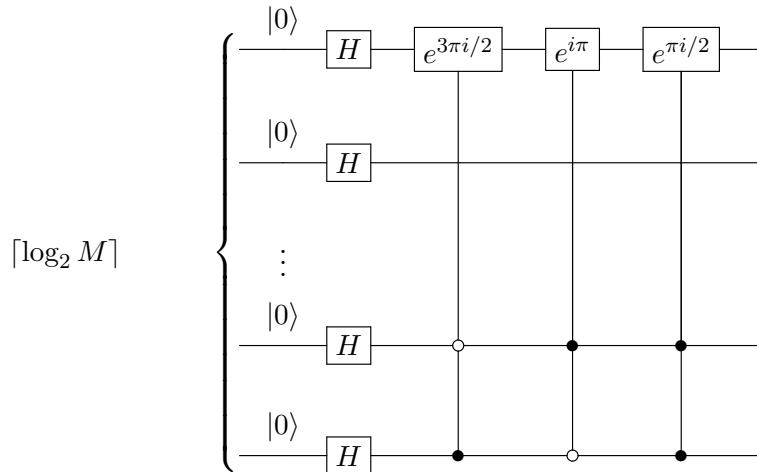 |0⟩
H e^{3πi/2} e^{iπ} e^{πi/2}
|0⟩
H
⌈log₂ M⌉
⋮
|0⟩
H
|0⟩
H